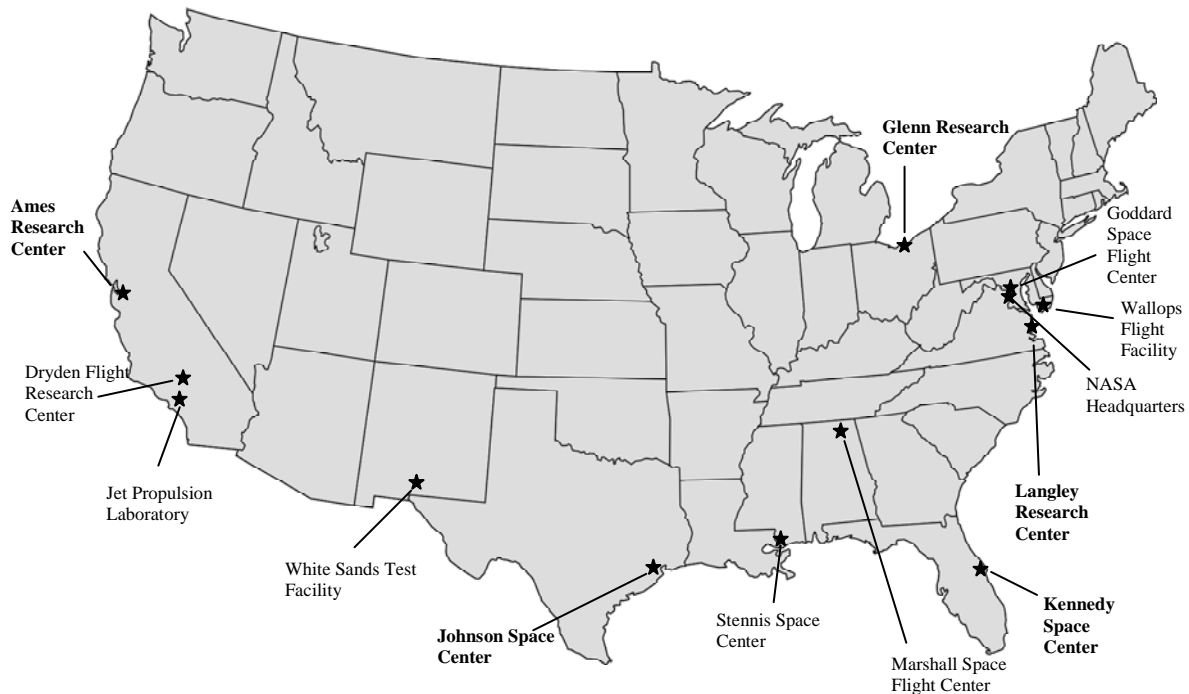 Glenn Research
Center
Ames
Research
Center
Goddard
Space
Flight
Center
Wallops
Flight
Facility
Dryden Flight
Research
Center
NASA
Headquarters
Jet Propulsion
Laboratory
Langley
Research
Center
White Sands Test
Facility
Johnson Space
Center
Stennis Space
Center
Kennedy
Space
Center
Marshall Space
Flight Center